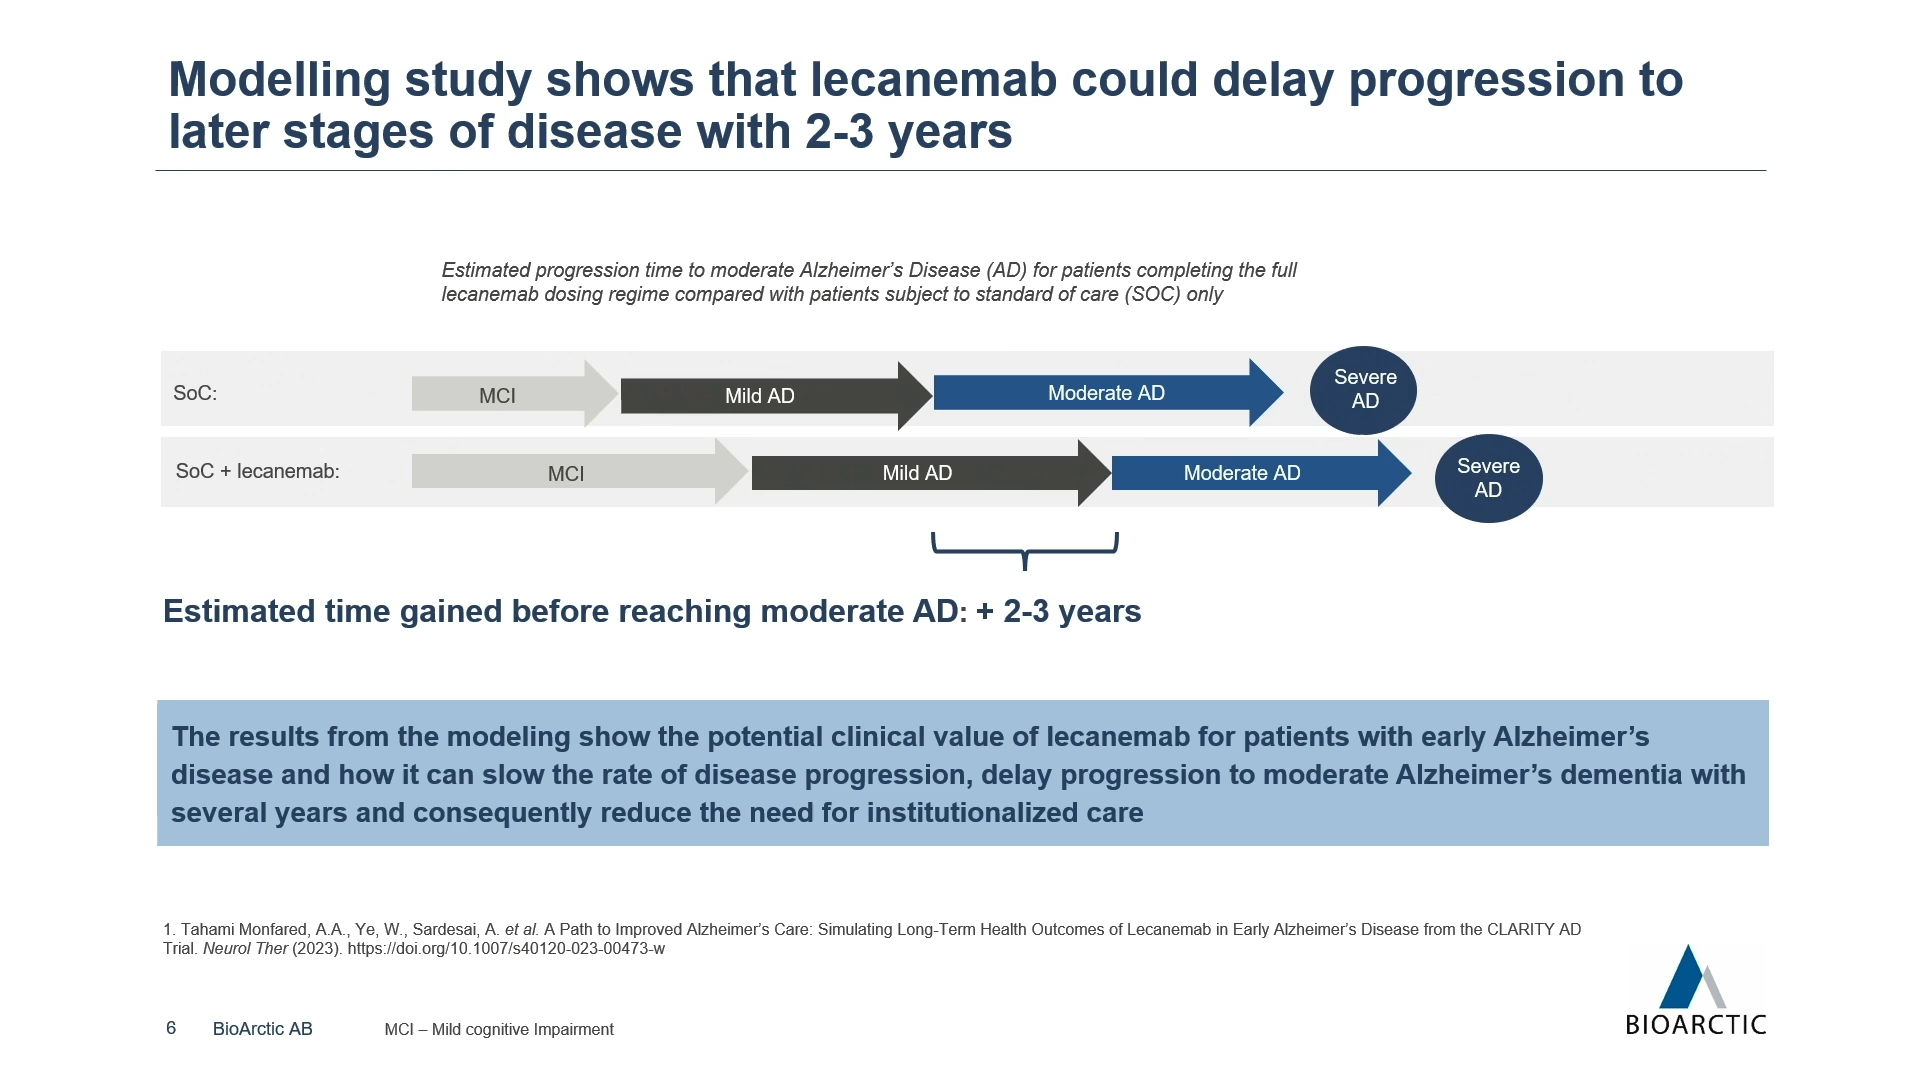 Modelling study shows that lecanemab could delay progression to
later stages of disease with 2-3 years
Estimated progression time to moderate Alzheimer’s Disease (AD) for patients completing the full
lecanemab dosing regime compared with patients subject to standard of care (SOC) only
SoC:
MCI
Mild AD
Moderate AD
Severe
AD
SoC + lecanemab:
MCI
Mild AD
Moderate AD
Severe
AD
Estimated time gained before reaching moderate AD: + 2-3 years
The results from the modeling show the potential clinical value of lecanemab for patients with early Alzheimer’s
disease and how it can slow the rate of disease progression, delay progression to moderate Alzheimer’s dementia with
several years and consequently reduce the need for institutionalized care
1. Tahami Monfared, A.A., Ye, W., Sardesai, A. et al. A Path to Improved Alzheimer’s Care: Simulating Long-Term Health Outcomes of Lecanemab in Early Alzheimer’s Disease from the CLARITY AD
Trial. Neurol Ther (2023). https://doi.org/10.1007/s40120-023-00473-w
6
BioArctic AB
MCI – Mild cognitive Impairment
BIOARCTIC